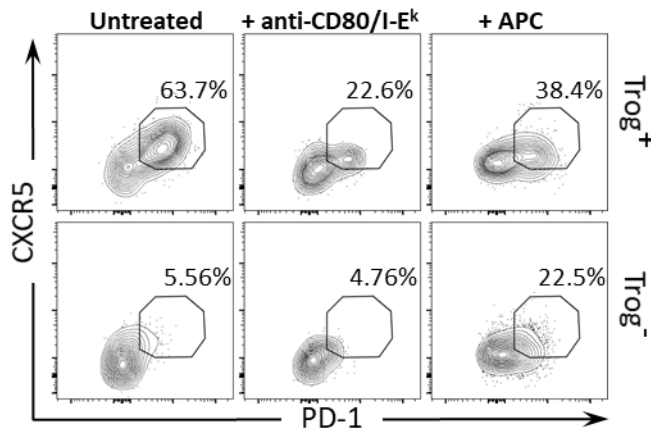 Untreated + anti-CD80/I-Eᵏ + APC
63.7% 22.6% 38.4% Trog⁺
5.56% 4.76% 22.5% Trog⁻
CXCR5
PD-1